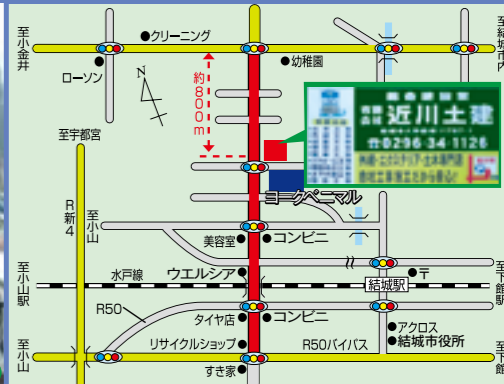 至小金井
クリーニング
至結城市内
ローソン
幼稚園
N
約800m
近川土建
☎0296-34-1126
至宇都宮
ヨークベニマル
R新4
至小山
美容室
コンビニ
至小山駅
水戸線
ウエルシア
結城駅
〒
至下館駅
R50
タイヤ店
コンビニ
アクロス
結城市役所
リサイクルショップ
R50バイパス
至小山
すき家
至下館